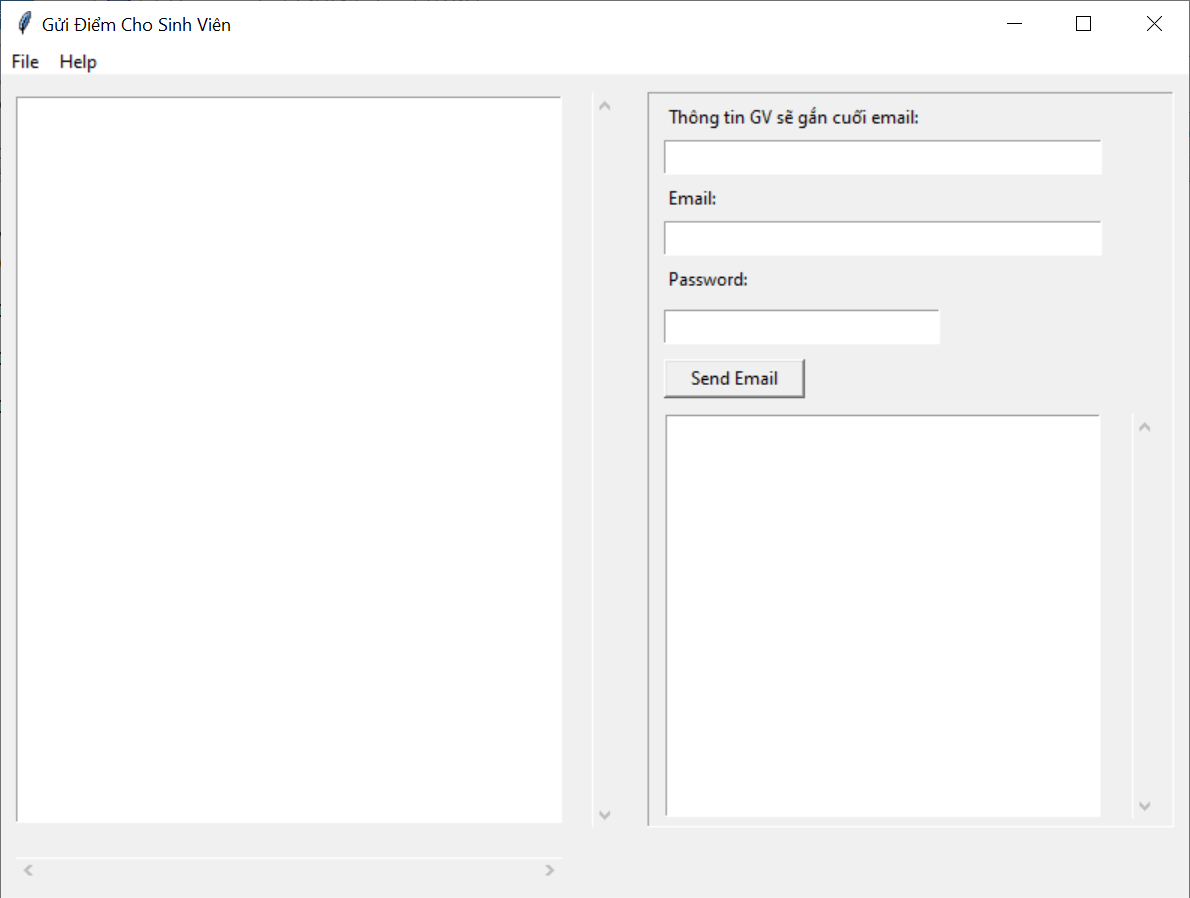 Gửi Điểm Cho Sinh Viên
File Help
Thông tin GV sẽ gắn cuối email:
Email:
Password:
Send Email